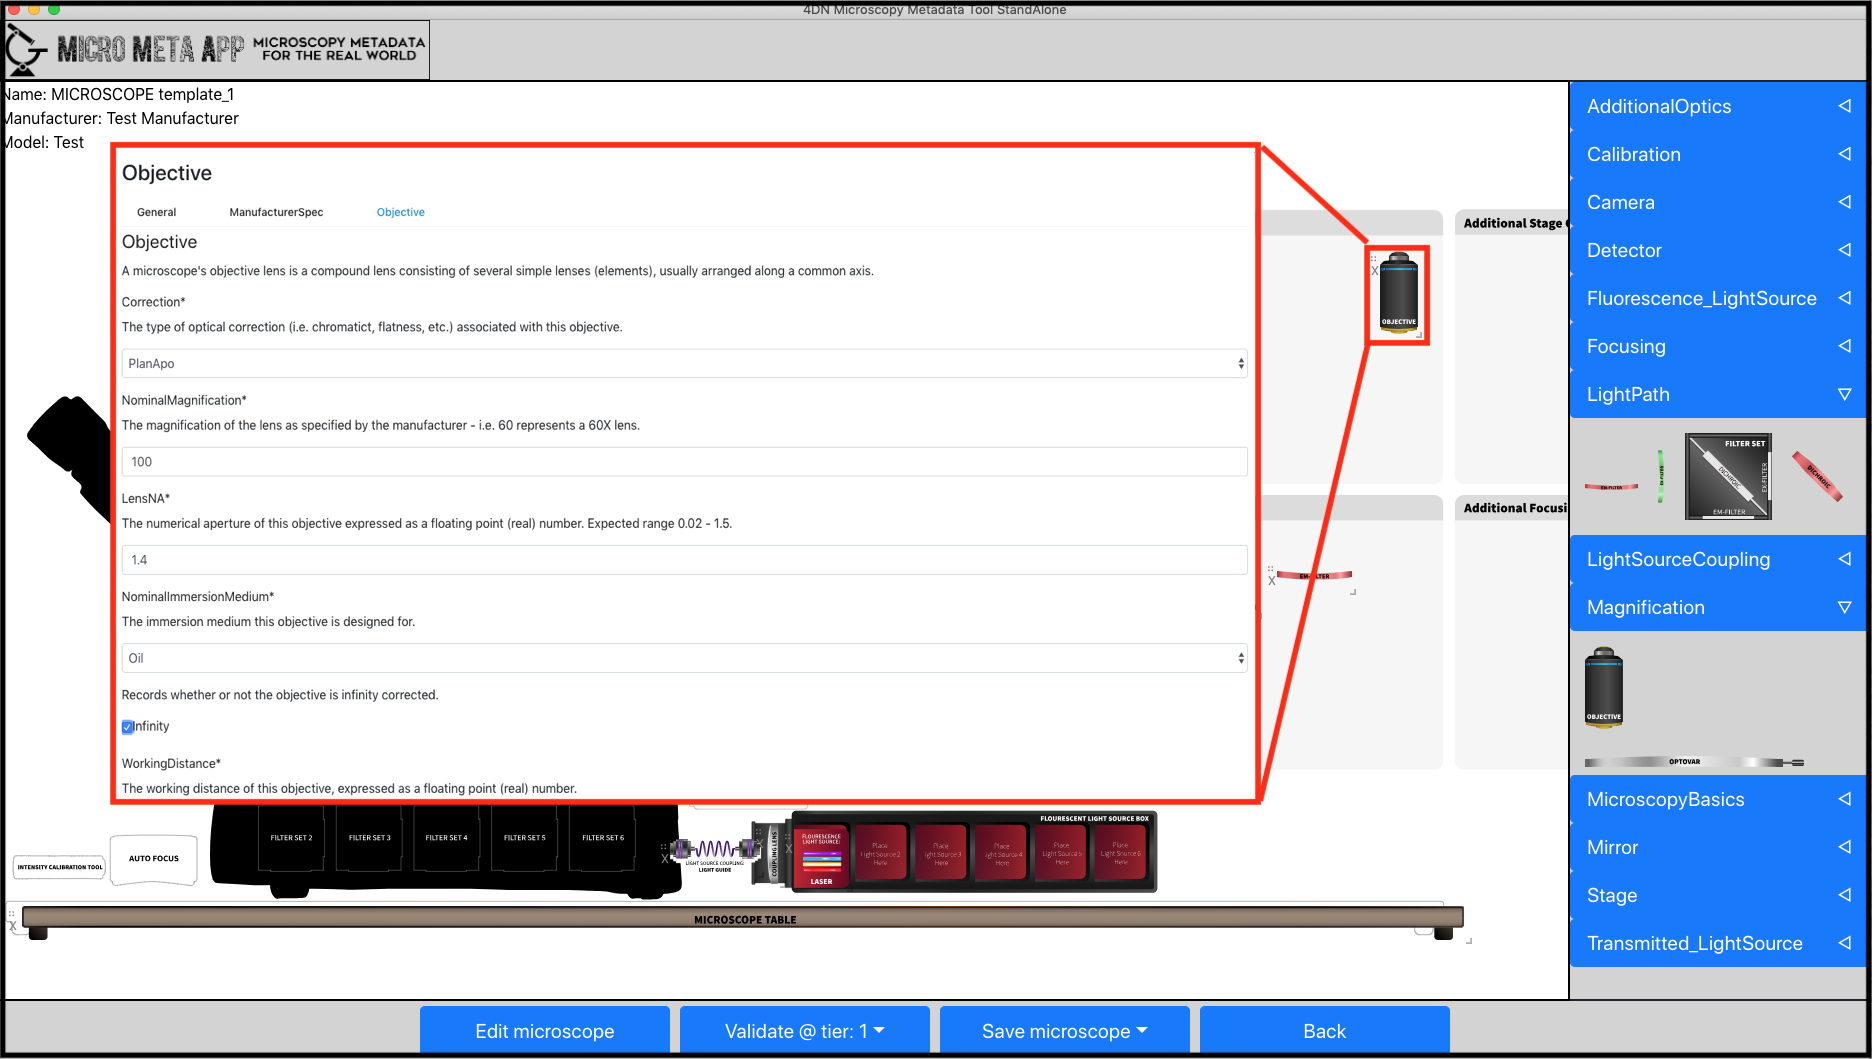 4DN Microscopy Metadata Tool StandAlone
MICRO META APP
MICROSCOPY METADATA
FOR THE REAL WORLD
Name: MICROSCOPE template_1
Manufacturer: Test Manufacturer
Model: Test
Objective
General ManufacturerSpec Objective
Objective
A microscope's objective lens is a compound lens consisting of several simple lenses (elements), usually arranged along a common axis.
Correction*
The type of optical correction (i.e. chromatict, flatness, etc.) associated with this objective.
PlanApo
NominalMagnification*
The magnification of the lens as specified by the manufacturer - i.e. 60 represents a 60X lens.
100
LensNA*
The numerical aperture of this objective expressed as a floating point (real) number. Expected range 0.02 - 1.5.
1.4
NominalImmersionMedium*
The immersion medium this objective is designed for.
Oil
Records whether or not the objective is infinity corrected.
Infinity
WorkingDistance*
The working distance of this objective, expressed as a floating point (real) number.
Additional Stage
X
OBJECTIVE
Additional Focusi
X
EM-FILTER
INTENSITY CALIBRATION TOOL
AUTO FOCUS
FILTER SET 2
FILTER SET 3
FILTER SET 4
FILTER SET 5
FILTER SET 6
X
LIGHT SOURCE COUPLING
LIGHT GUIDE
X
COUPLING LENS
X
FLOURESCENT LIGHT SOURCE BOX
FLOURESCENCE
LIGHT SOURCE:
LASER
Place
Light Source 2
Here
Place
Light Source 3
Here
Place
Light Source 4
Here
Place
Light Source 5
Here
Place
Light Source 6
Here
X
MICROSCOPE TABLE
AdditionalOptics
Calibration
Camera
Detector
Fluorescence_LightSource
Focusing
LightPath
EM-FILTER
FILTER SET
DICHROIC
EX-FILTER
EM-FILTER
DICHROIC
LightSourceCoupling
Magnification
OBJECTIVE
OPTOVAR
MicroscopyBasics
Mirror
Stage
Transmitted_LightSource
Edit microscope
Validate @ tier: 1
Save microscope
Back